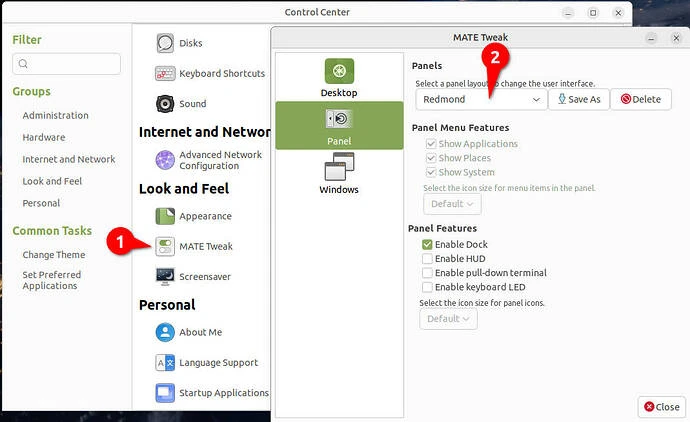 Control Center
Filter
Groups
Administration
Hardware
Internet and Network
Look and Feel
Personal
Common Tasks
Change Theme
Set Preferred
Applications
Disks
Keyboard Shortcuts
Sound
Internet and Networ
Advanced Network
Configuration
Look and Feel
Appearance
1
MATE Tweak
Screensaver
Personal
About Me
Language Support
Startup Applications
MATE Tweak
Desktop
Panel
Windows
2
Panels
Select a panel layout to change the user interface.
Redmond
Save As
Delete
Panel Menu Features
Show Applications
Show Places
Show System
Select the icon size for menu items in the panel.
Default
Panel Features
Enable Dock
Enable HUD
Enable pull-down terminal
Enable keyboard LED
Select the icon size for panel icons.
Default
Close